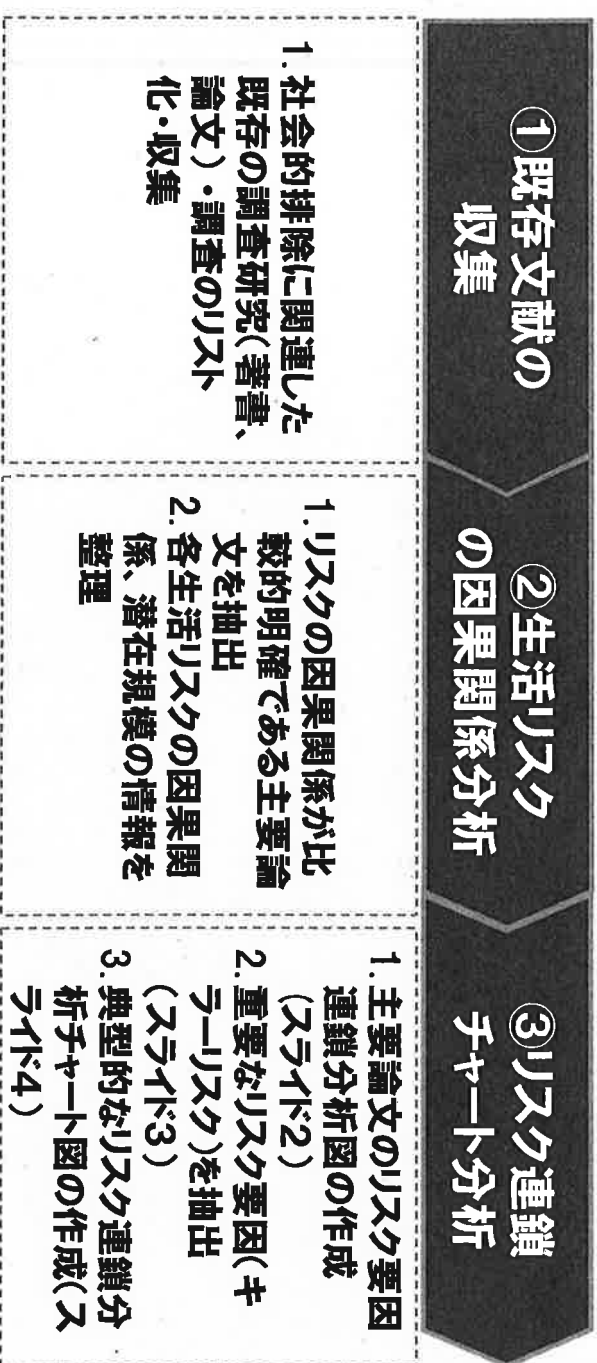 ①既存文献の
収集
1.社会的排除に関連した
既存の調査研究(著書、
論文)・調査のリスト
化・収集
②生活リスク
の因果関係分析
1.リスクの因果関係が比
較的明確である主要論
文を抽出
2.各生活リスクの因果関
係、潜在規模の情報を
整理
③リスク連鎖
チャート分析
1.主要論文のリスク要因
連鎖分析図の作成
(スライド2)
2.重要なリスク要因(キ
ラーリスク)を抽出
(スライド3)
3.典型的なリスク連鎖分
析チャート図の作成(ス
ライド4)